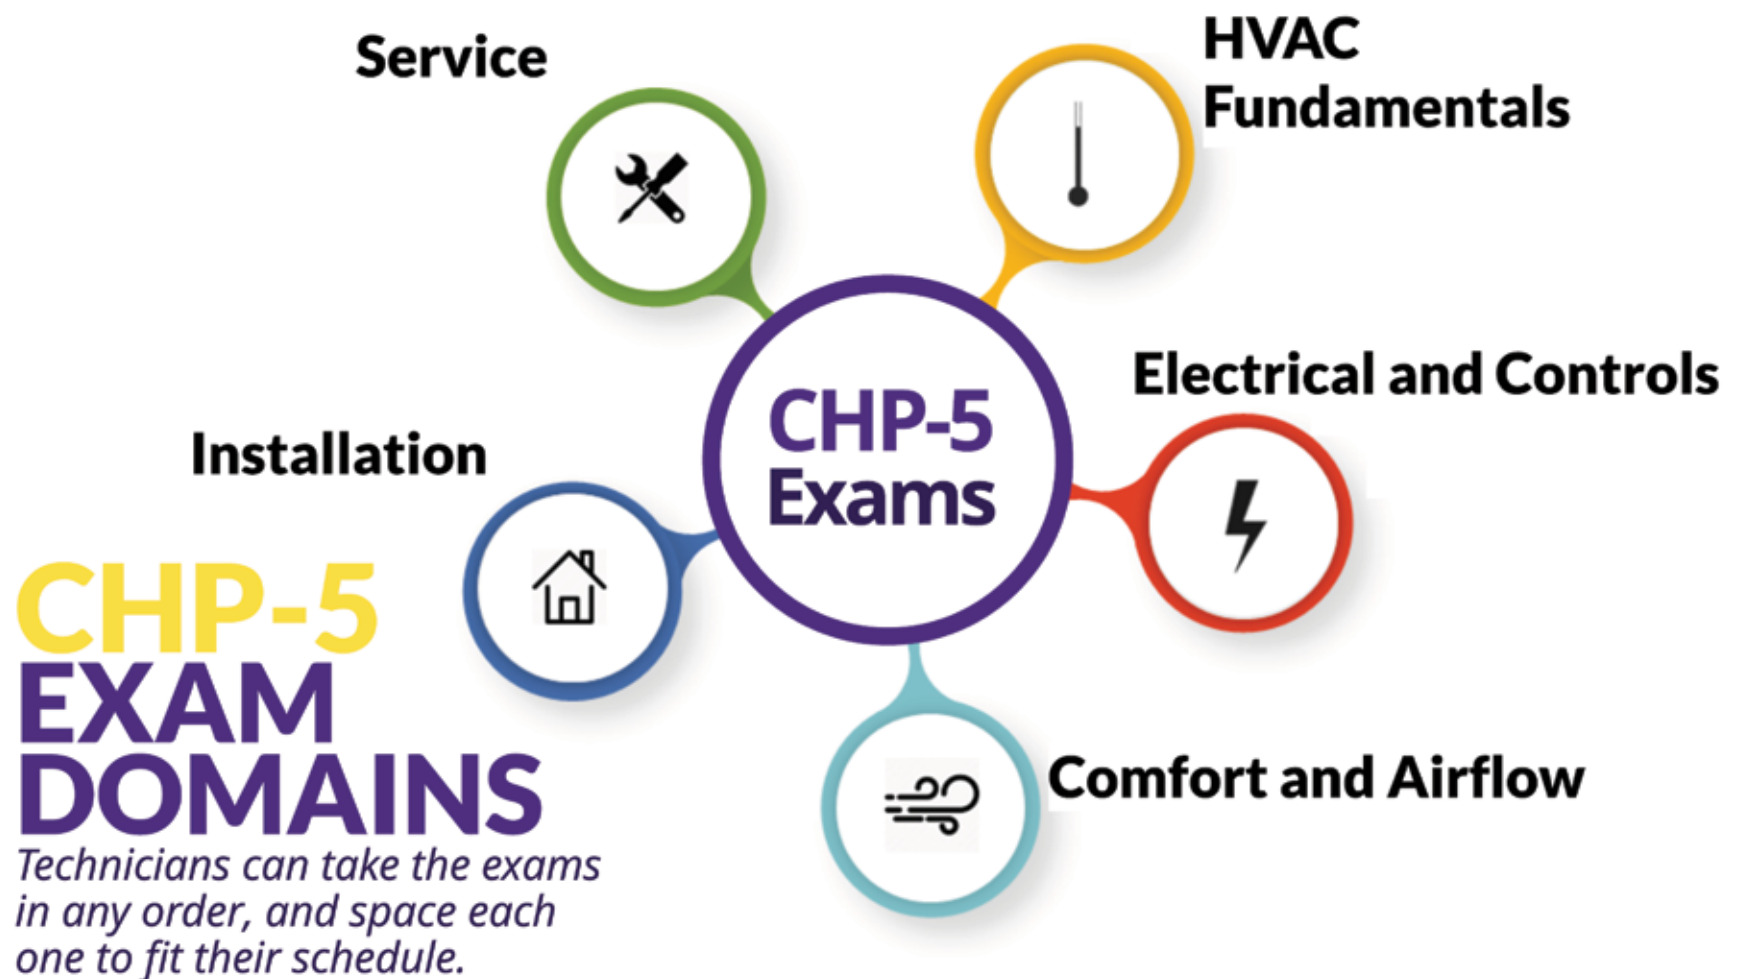 Service
HVAC
Fundamentals
Electrical and Controls
CHP-5
Exams
Installation
Comfort and Airflow
CHP-5
EXAM
DOMAINS
Technicians can take the exams
in any order, and space each
one to fit their schedule.